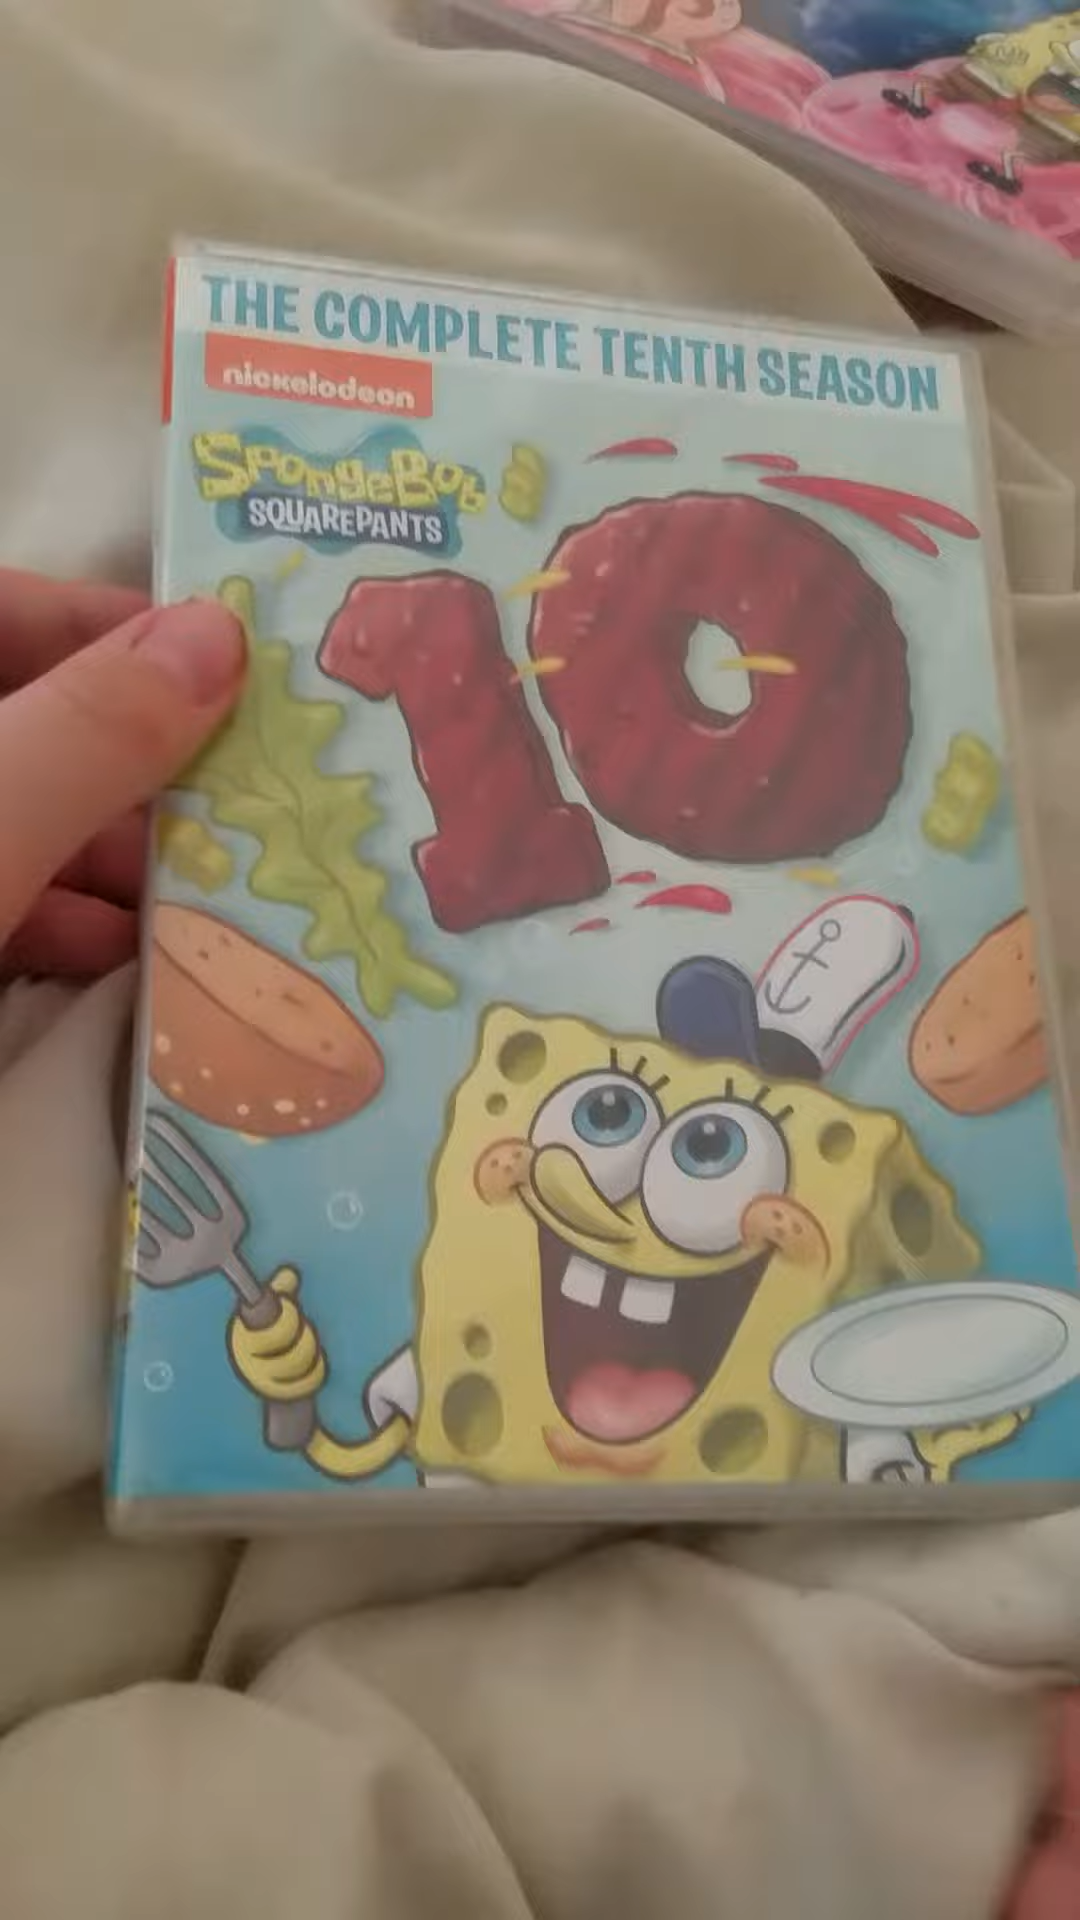 THE COMPLETE TENTH SEASON
nickelodeon
SPONGEBOB
SQUAREPANTS
10